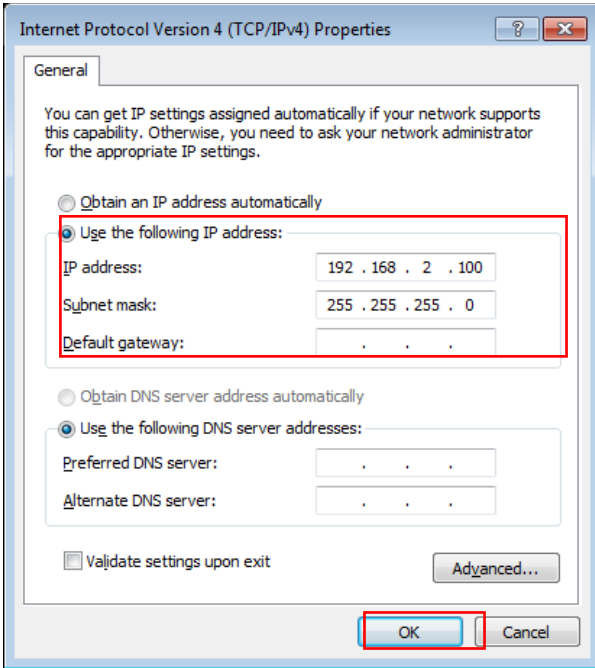 Internet Protocol Version 4 (TCP/IPv4) Properties
General
You can get IP settings assigned automatically if your network supports
this capability. Otherwise, you need to ask your network administrator
for the appropriate IP settings.
Obtain an IP address automatically
Use the following IP address:
IP address: 192 . 168 . 2 . 100
Subnet mask: 255 . 255 . 255 . 0
Default gateway: . . .
Obtain DNS server address automatically
Use the following DNS server addresses:
Preferred DNS server: . . .
Alternate DNS server: . . .
Validate settings upon exit
Advanced...
OK Cancel